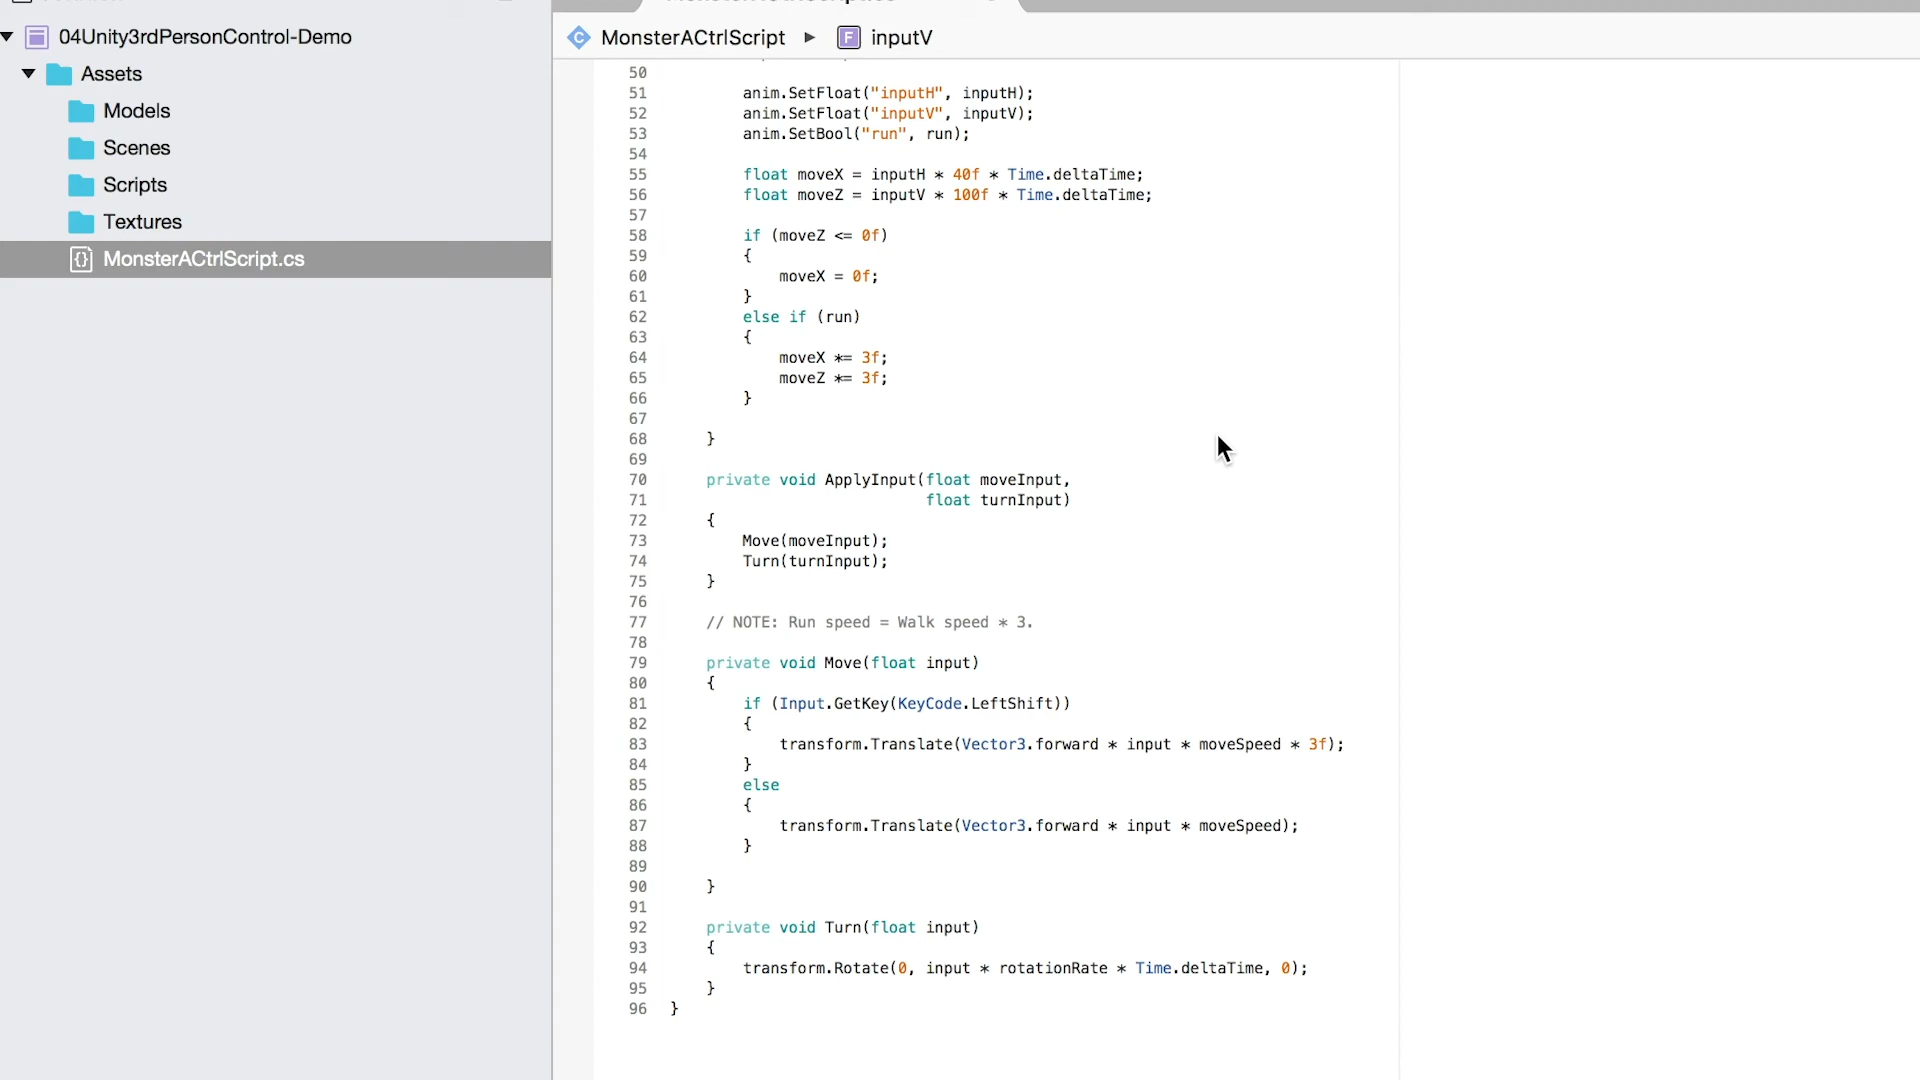 04Unity3rdPersonControl-Demo
Assets
Models
Scenes
Scripts
Textures
MonsterACtrlScript.cs
MonsterACtrlScript ▶ inputV
50
51 anim.SetFloat("inputH", inputH);
52 anim.SetFloat("inputV", inputV);
53 anim.SetBool("run", run);
54
55 float moveX = inputH * 40f * Time.deltaTime;
56 float moveZ = inputV * 100f * Time.deltaTime;
57
58 if (moveZ <= 0f)
59 {
60 moveX = 0f;
61 }
62 else if (run)
63 {
64 moveX *= 3f;
65 moveZ *= 3f;
66 }
67
68 }
69
70 private void ApplyInput(float moveInput,
71 float turnInput)
72 {
73 Move(moveInput);
74 Turn(turnInput);
75 }
76
77 // NOTE: Run speed = Walk speed * 3.
78
79 private void Move(float input)
80 {
81 if (Input.GetKey(KeyCode.LeftShift))
82 {
83 transform.Translate(Vector3.forward * input * moveSpeed * 3f);
84 }
85 else
86 {
87 transform.Translate(Vector3.forward * input * moveSpeed);
88 }
89
90 }
91
92 private void Turn(float input)
93 {
94 transform.Rotate(0, input * rotationRate * Time.deltaTime, 0);
95 }
96 }